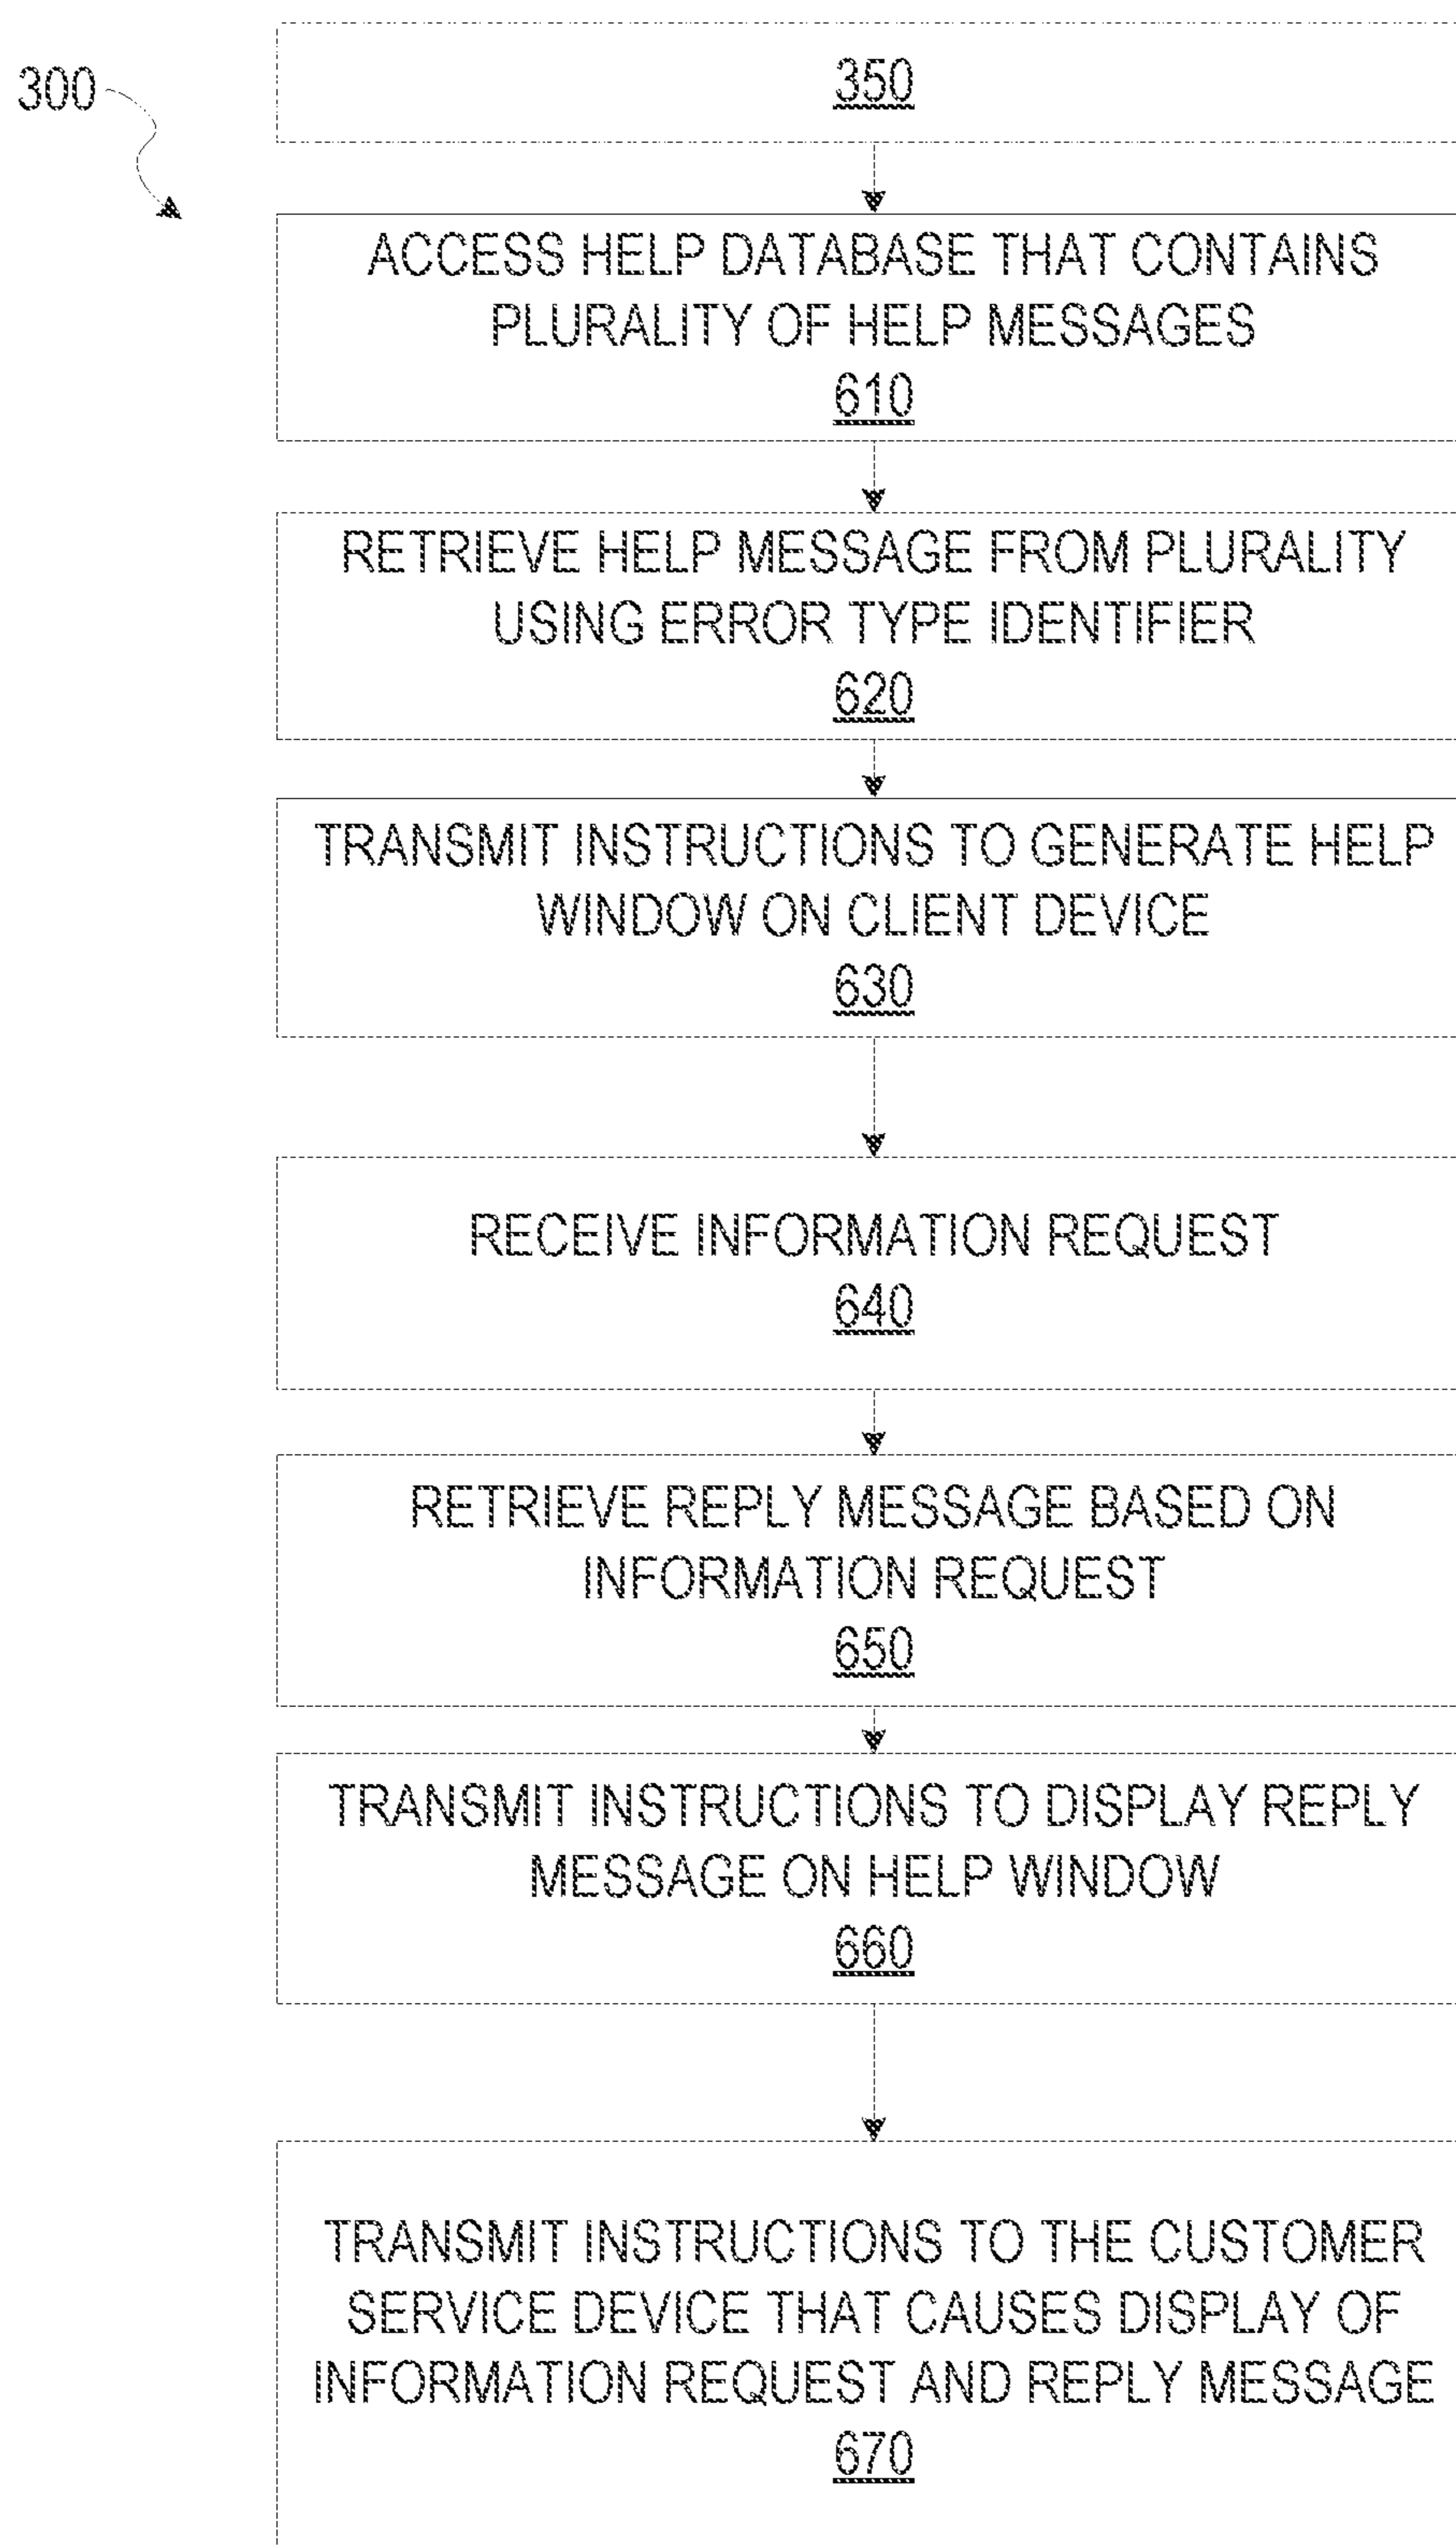 300
350
ACCESS HELP DATABASE THAT CONTAINS
PLURALITY OF HELP MESSAGES
610
RETRIEVE HELP MESSAGE FROM PLURALITY
USING ERROR TYPE IDENTIFIER
620
TRANSMIT INSTRUCTIONS TO GENERATE HELP
WINDOW ON CLIENT DEVICE
630
RECEIVE INFORMATION REQUEST
640
RETRIEVE REPLY MESSAGE BASED ON
INFORMATION REQUEST
650
TRANSMIT INSTRUCTIONS TO DISPLAY REPLY
MESSAGE ON HELP WINDOW
660
TRANSMIT INSTRUCTIONS TO THE CUSTOMER
SERVICE DEVICE THAT CAUSES DISPLAY OF
INFORMATION REQUEST AND REPLY MESSAGE
670